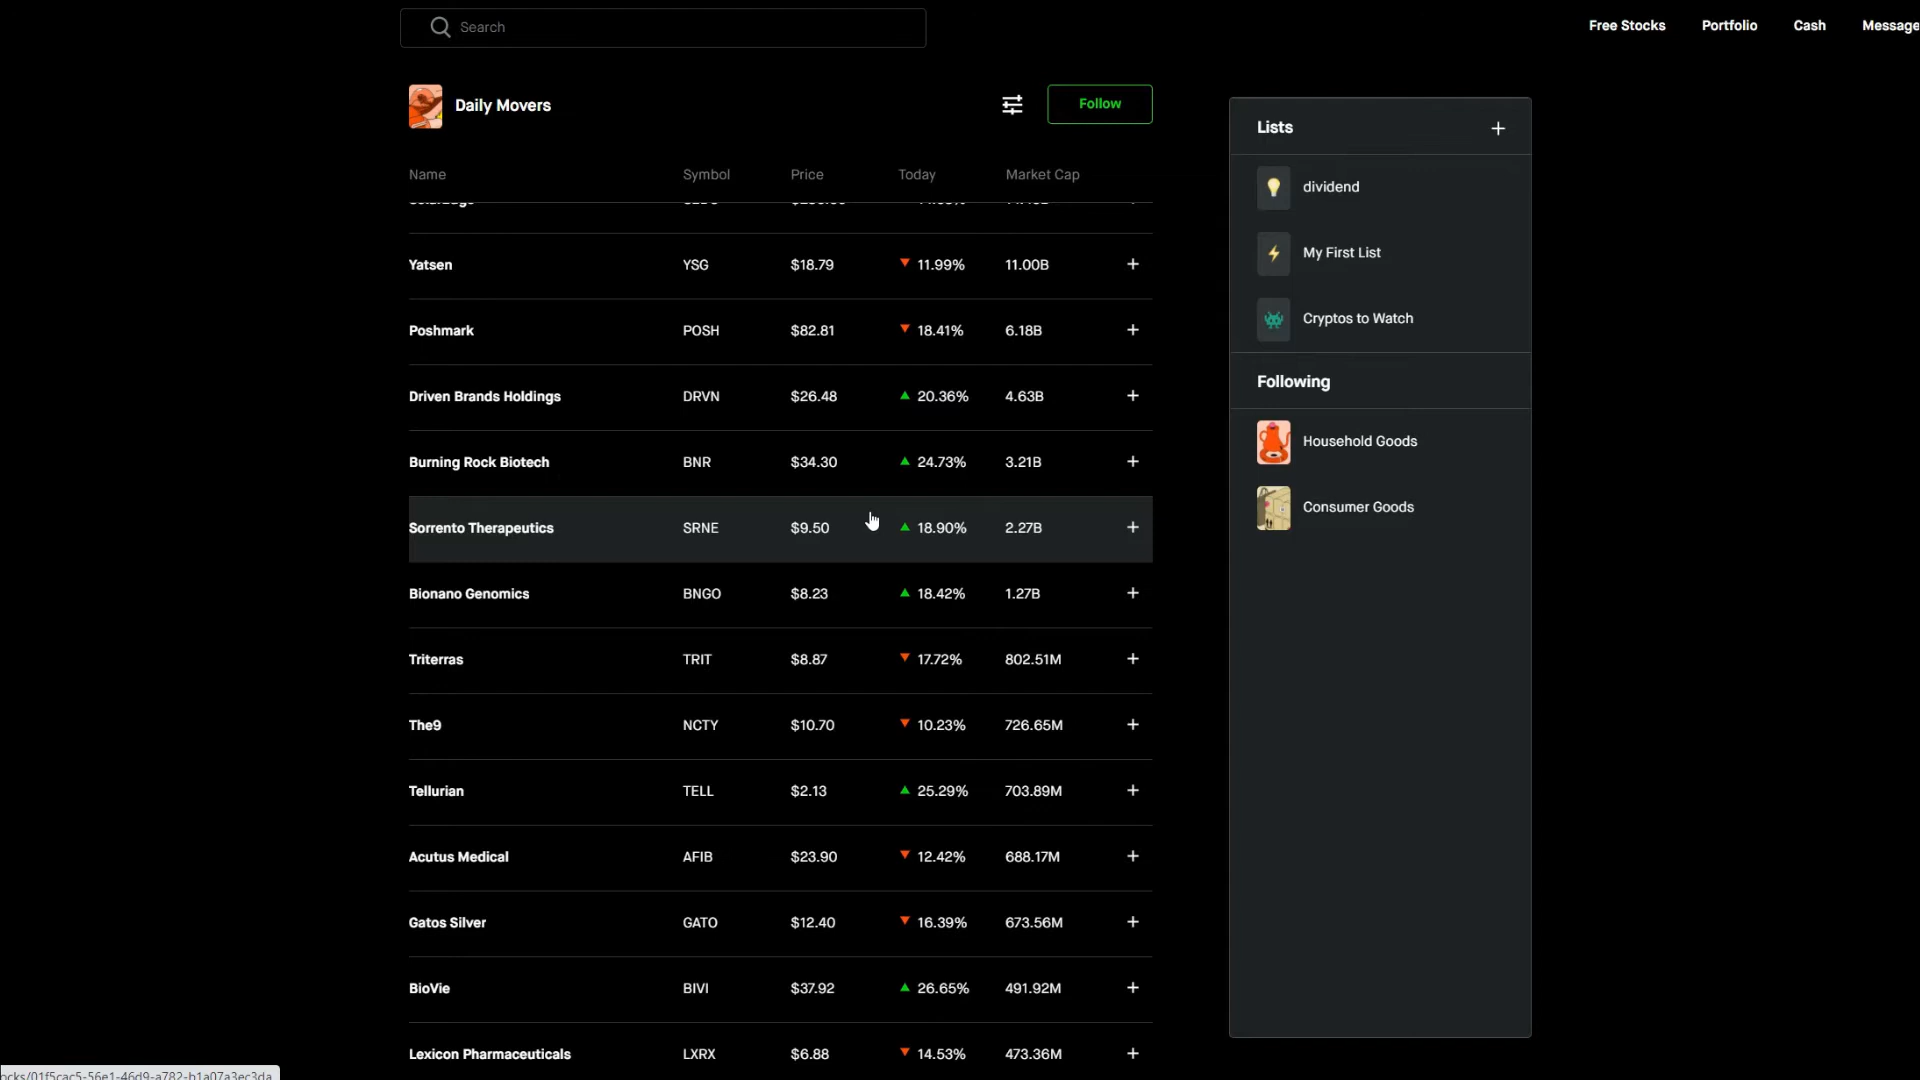 Search
Free Stocks Portfolio Cash Message
Daily Movers
Follow
Name Symbol Price Today Market Cap
Yatsen YSG $18.79 11.99% 11.00B +
Poshmark POSH $82.81 18.41% 6.18B +
Driven Brands Holdings DRVN $26.48 20.36% 4.63B +
Burning Rock Biotech BNR $34.30 24.73% 3.21B +
Sorrento Therapeutics SRNE $9.50 18.90% 2.27B +
Bionano Genomics BNGO $8.23 18.42% 1.27B +
Triterras TRIT $8.87 17.72% 802.51M +
The9 NCTY $10.70 10.23% 726.65M +
Tellurian TELL $2.13 25.29% 703.89M +
Acutus Medical AFIB $23.90 12.42% 688.17M +
Gatos Silver GATO $12.40 16.39% 673.56M +
BioVie BIVI $37.92 26.65% 491.92M +
Lexicon Pharmaceuticals LXRX $6.88 14.53% 473.36M +
Lists +
dividend
My First List
Cryptos to Watch
Following
Household Goods
Consumer Goods
ocks/01f5cac5-56e1-46d9-a782-b1a07a3ec3da